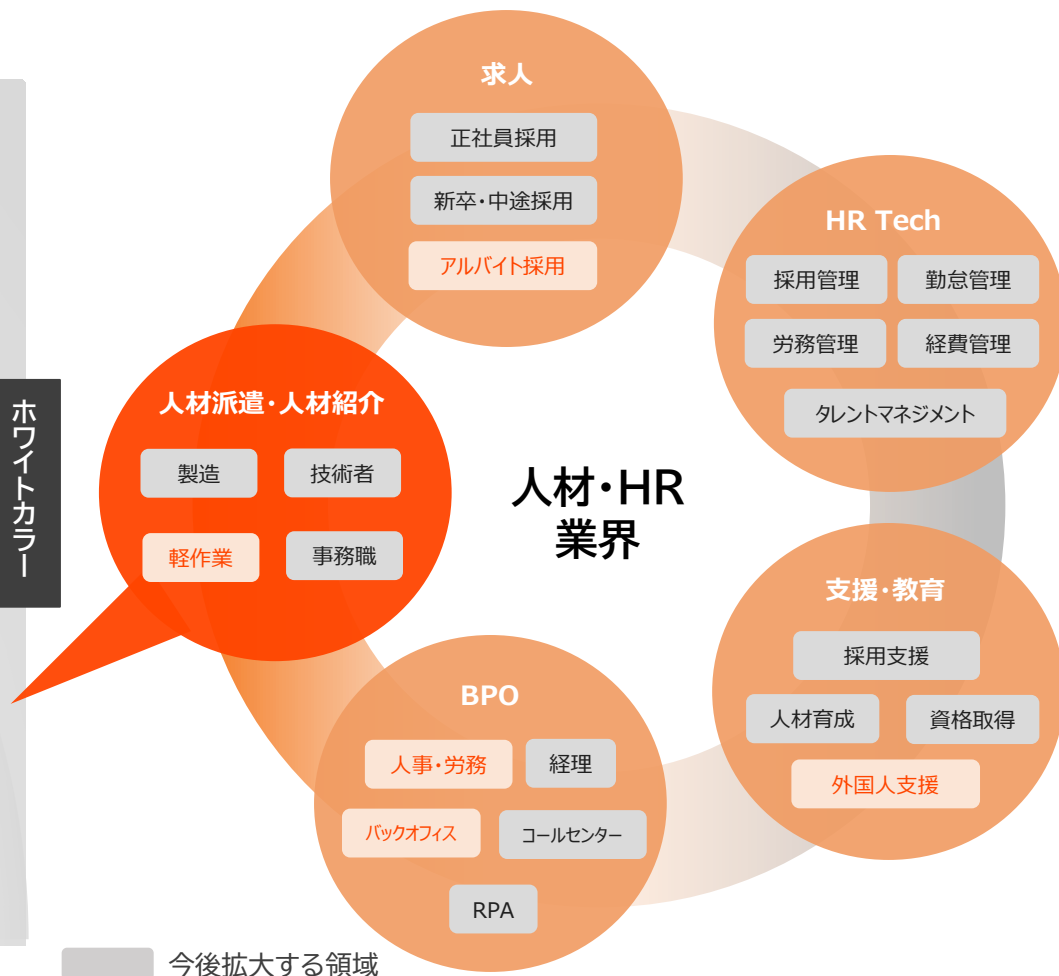 求人
正社員採用
新卒・中途採用
アルバイト採用
HR Tech
採用管理
勤怠管理
労務管理
経費管理
タレントマネジメント
ホワイトカラー
人材派遣・人材紹介
製造
技術者
軽作業
事務職
人材・HR
業界
支援・教育
採用支援
人材育成
資格取得
外国人支援
BPO
人事・労務
経理
バックオフィス
コールセンター
RPA
今後拡大する領域